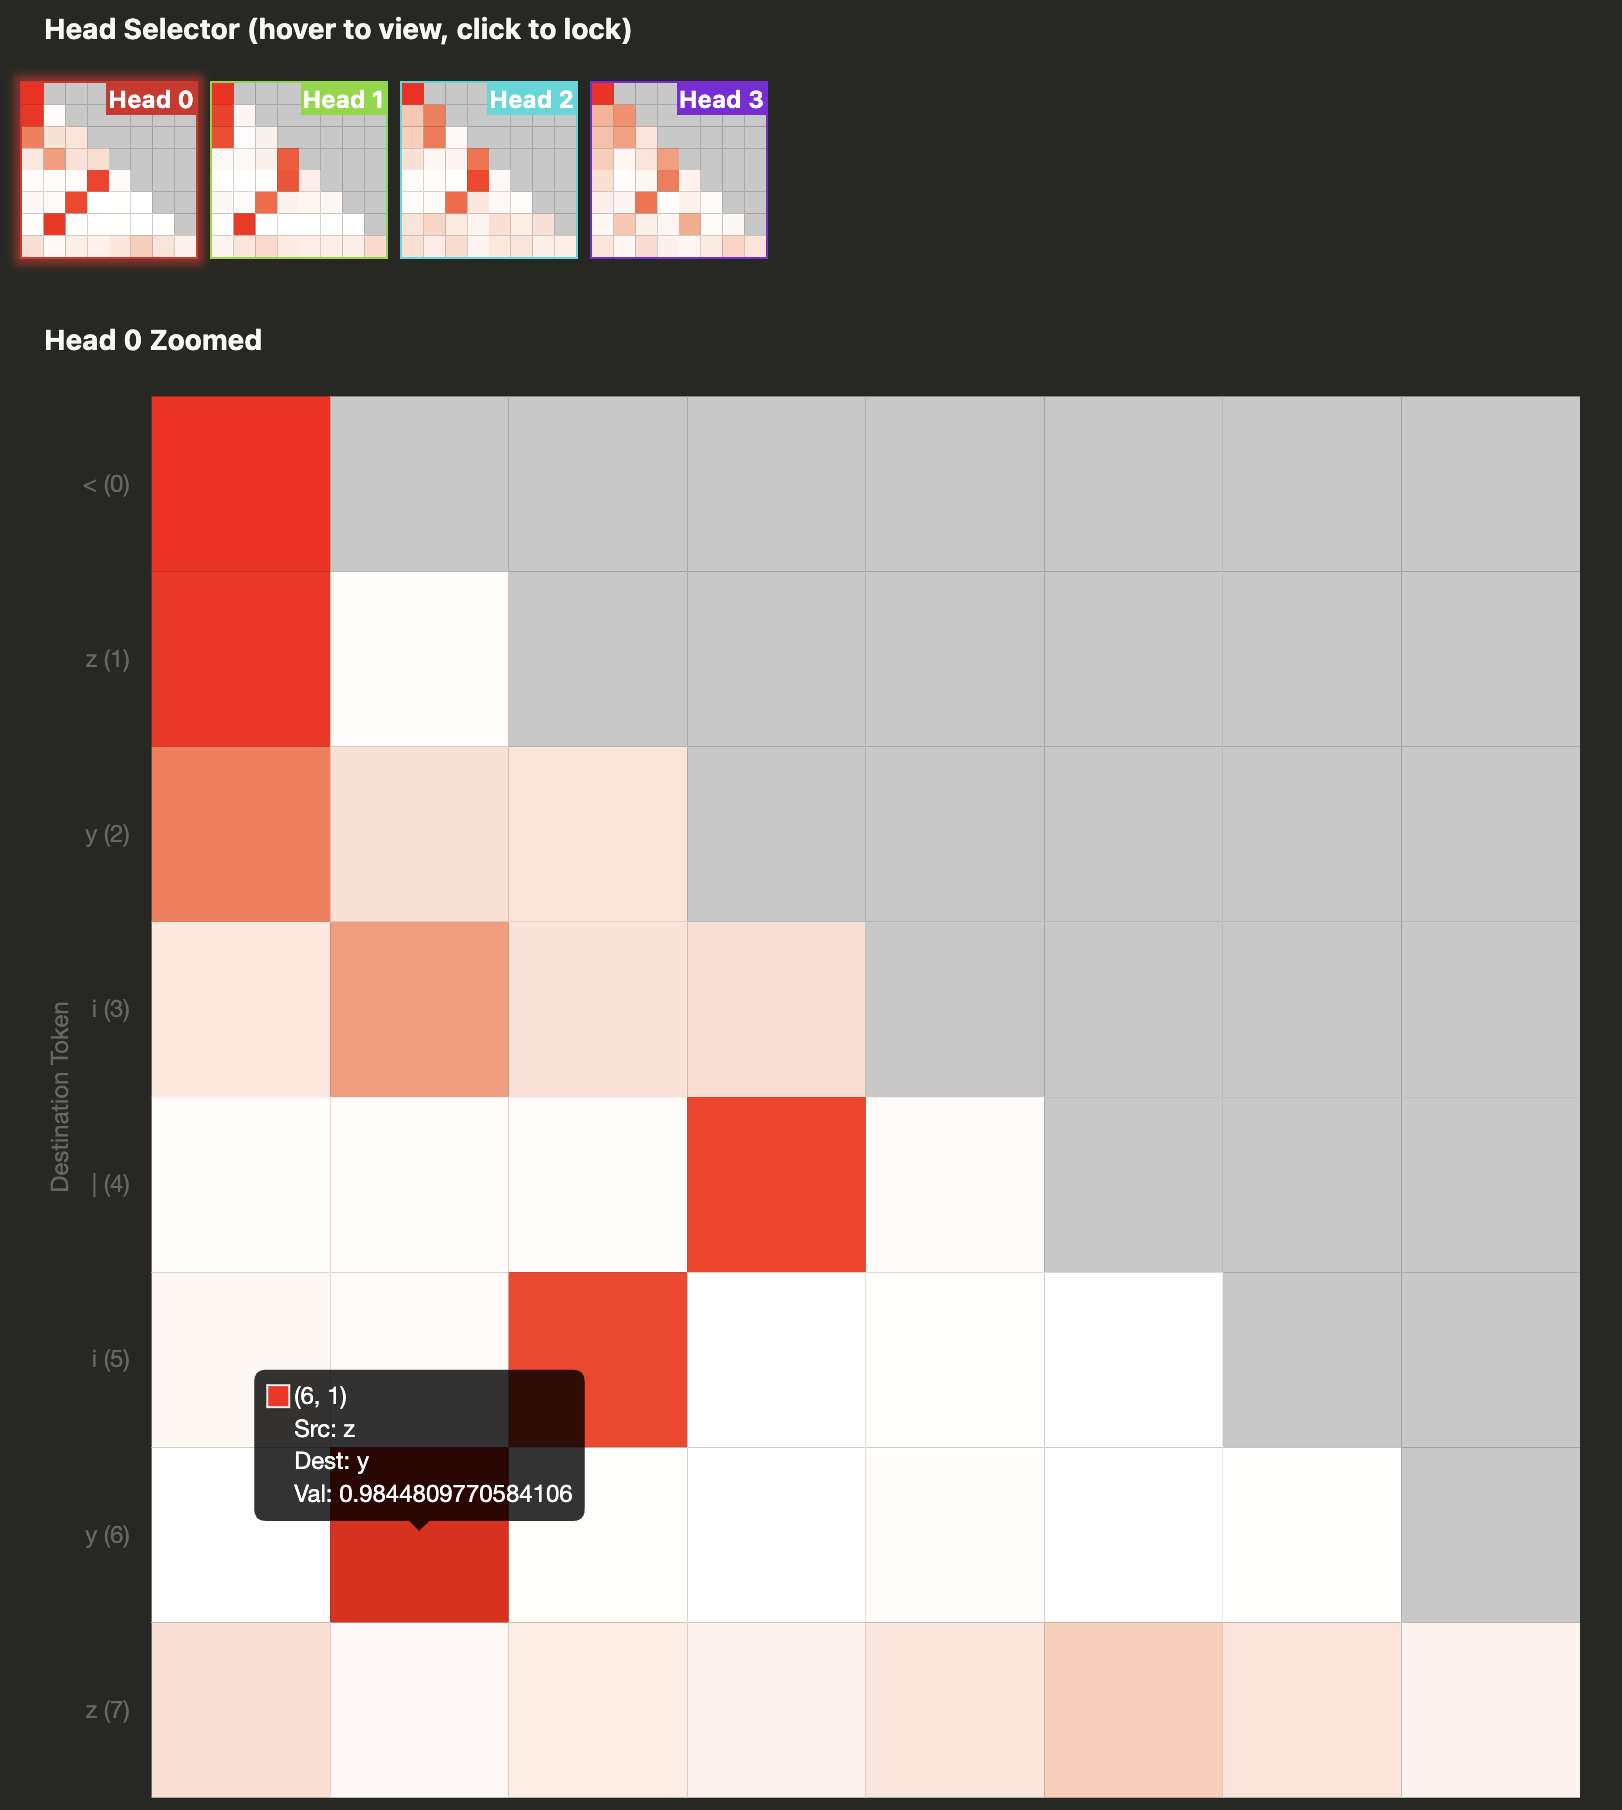 Head Selector (hover to view, click to lock)
Head 0
Head 1
Head 2
Head 3
Head 0 Zoomed
< (0)
z (1)
y (2)
i (3)
| (4)
i (5)
y (6)
z (7)
Destination Token
(6, 1)
Src: z
Dest: y
Val: 0.9844809770584106